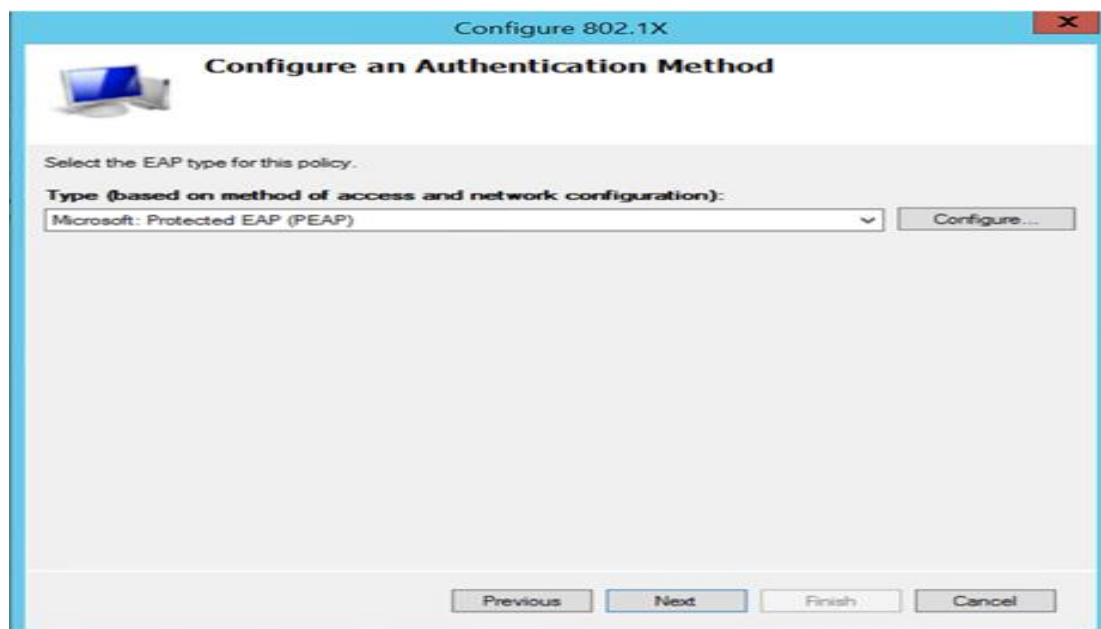 Configure 802.1X
Configure an Authentication Method
Select the EAP type for this policy.
Type (based on method of access and network configuration):
Microsoft: Protected EAP (PEAP) Configure...
Previous Next Finish Cancel